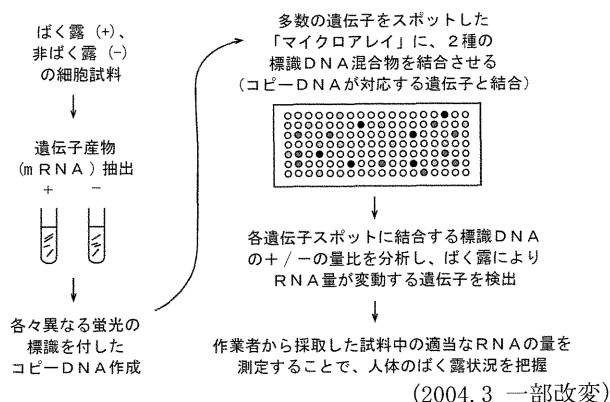 ばく露(+)、
非ばく露(−)
の細胞試料
遺伝子産物
(mRNA)抽出
+ −
各々異なる蛍光の
標識を付した
コピーDNA作成
多数の遺伝子をスポットした
「マイクロアレイ」に、2種の
標識DNA混合物を結合させる
(コピーDNAが対応する遺伝子と結合)
各遺伝子スポットに結合する標識DNA
の+/−の量比を分析し、ばく露により
RNA量が変動する遺伝子を検出
作業者から採取した試料中の適当なRNAの量を
測定することで、人体のばく露状況を把握
(2004.3 一部改変)